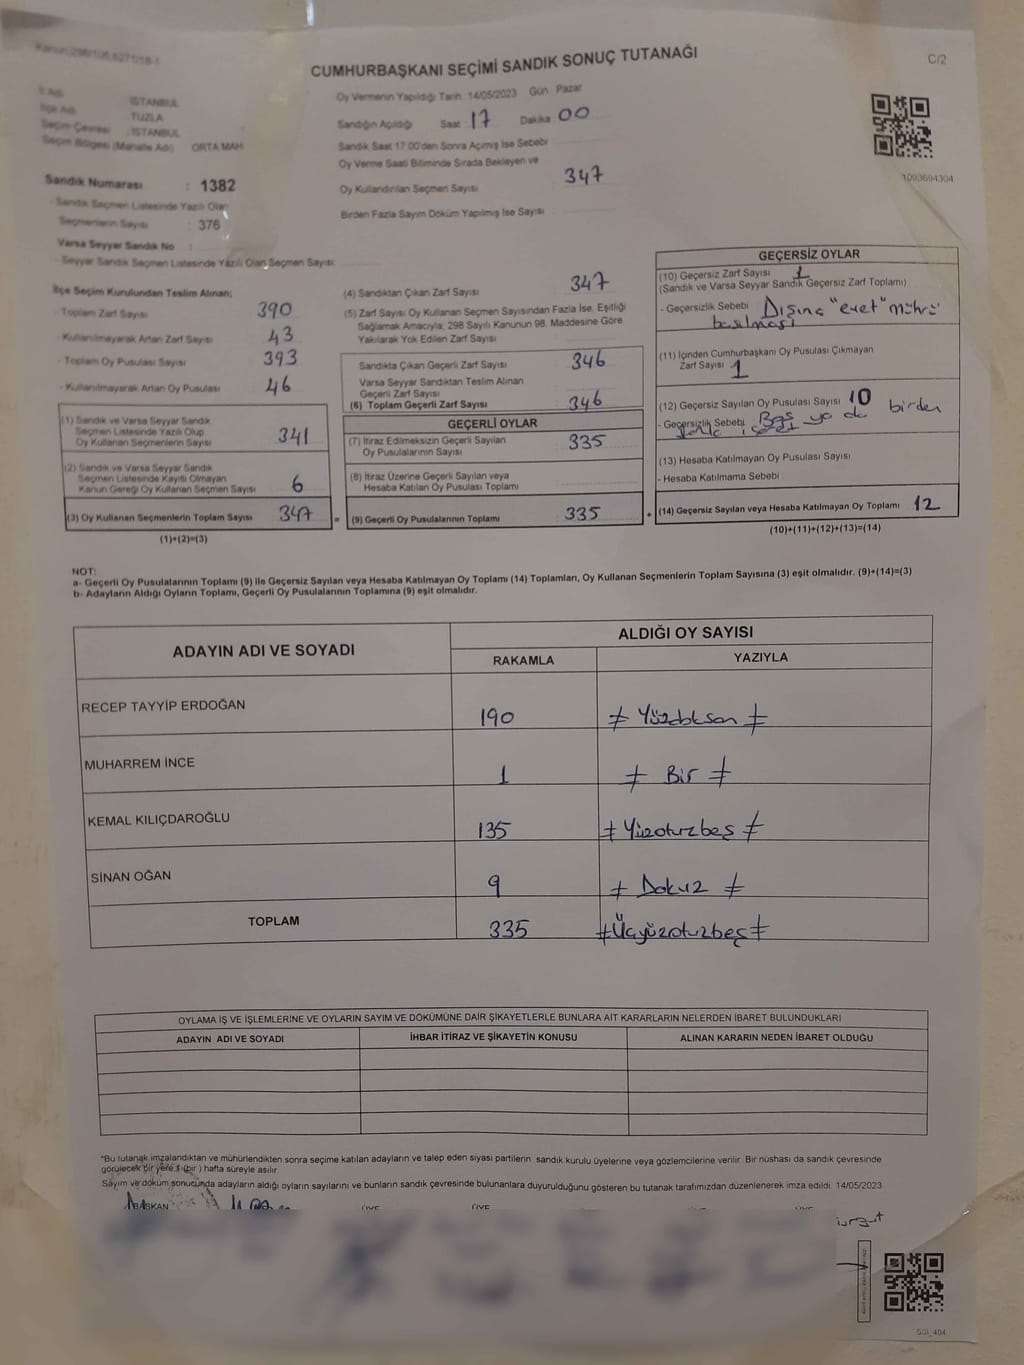 Kanun:298/106,6271/18-1
CUMHURBAŞKANI SEÇİMİ SANDIK SONUÇ TUTANAĞI
C/2
İl Adı : İSTANBUL
İlçe Adı : TUZLA
Seçim Çevresi : İSTANBUL
Seçim Bölgesi (Mahalle Adı) : ORTA MAH.
Sandık Numarası : 1382
- Sandık Seçmen Listesinde Yazılı Olan
Seçmenlerin Sayısı : 376
Varsa Seyyar Sandık No :
- Seyyar Sandık Seçmen Listesinde Yazılı Olan Seçmen Sayısı:
Oy Vermenin Yapıldığı Tarih :14/05/2023 Gün Pazar
Sandığın Açıldığı Saat 17 Dakika 00
Sandık Saat 17:00'den Sonra Açılmış İse Sebebi
Oy Verme Saati Bitiminde Sırada Bekleyen ve
Oy Kullandırılan Seçmen Sayısı 347
Birden Fazla Sayım Döküm Yapılmış İse Sayısı
1093694304
İlçe Seçim Kurulundan Teslim Alınan;
- Toplam Zarf Sayısı 390
- Kullanılmayarak Artan Zarf Sayısı 43
- Toplam Oy Pusulası Sayısı 393
- Kullanılmayarak Artan Oy Pusulası 46
(1) Sandık ve Varsa Seyyar Sandık
Seçmen Listesinde Yazılı Olup
Oy Kullanan Seçmenlerin Sayısı 341
(2) Sandık ve Varsa Seyyar Sandık
Seçmen Listesinde Kayıtlı Olmayan
Kanun Gereği Oy Kullanan Seçmen Sayısı 6
(3) Oy Kullanan Seçmenlerin Toplam Sayısı 347
(1)+(2)=(3)
(4) Sandıktan Çıkan Zarf Sayısı 347
(5) Zarf Sayısı Oy Kullanan Seçmen Sayısından Fazla İse, Eşitliği
Sağlamak Amacıyla; 298 Sayılı Kanunun 98. Maddesine Göre
Yakılarak Yok Edilen Zarf Sayısı
Sandıkta Çıkan Geçerli Zarf Sayısı 346
Varsa Seyyar Sandıktan Teslim Alınan
Geçerli Zarf Sayısı
(6) Toplam Geçerli Zarf Sayısı 346
GEÇERLİ OYLAR
(7) İtiraz Edilmeksizin Geçerli Sayılan
Oy Pusulalarının Sayısı 335
(8) İtiraz Üzerine Geçerli Sayılan veya
Hesaba Katılan Oy Pusulası Toplamı
= (9) Geçerli Oy Pusulalarının Toplamı 335
GEÇERSİZ OYLAR
(10) Geçersiz Zarf Sayısı 1
(Sandık ve Varsa Seyyar Sandık Geçersiz Zarf Toplamı)
- Geçersizlik Sebebi Dışına "evet" mührü
basılması
(11) İçinden Cumhurbaşkanı Oy Pusulası Çıkmayan
Zarf Sayısı 1
(12) Geçersiz Sayılan Oy Pusulası Sayısı 10
- Geçersizlik Sebebi Boş ya da birden
(13) Hesaba Katılmayan Oy Pusulası Sayısı
- Hesaba Katılmama Sebebi
+ (14) Geçersiz Sayılan veya Hesaba Katılmayan Oy Toplamı 12
(10)+(11)+(12)+(13)=(14)
NOT:
a- Geçerli Oy Pusulalarının Toplamı (9) ile Geçersiz Sayılan veya Hesaba Katılmayan Oy Toplamı (14) Toplamları, Oy Kullanan Seçmenlerin Toplam Sayısına (3) eşit olmalıdır. (9)+(14)=(3)
b- Adayların Aldığı Oyların Toplamı, Geçerli Oy Pusulalarının Toplamına (9) eşit olmalıdır.
ADAYIN ADI VE SOYADI
ALDIĞI OY SAYISI
RAKAMLA YAZIYLA
RECEP TAYYİP ERDOĞAN 190 ≠ Yüzdoksan ≠
MUHARREM İNCE 1 ≠ Bir ≠
KEMAL KILIÇDAROĞLU 135 ≠ Yüzotuzbeş ≠
SİNAN OĞAN 9 ≠ Dokuz ≠
TOPLAM 335 ≠Üçyüzotuzbeş≠
OYLAMA İŞ VE İŞLEMLERİNE VE OYLARIN SAYIM VE DÖKÜMÜNE DAİR ŞİKAYETLERLE BUNLARA AİT KARARLARIN NELERDEN İBARET BULUNDUKLARI
ADAYIN ADI VE SOYADI İHBAR İTİRAZ VE ŞİKAYETİN KONUSU ALINAN KARARIN NEDEN İBARET OLDUĞU
*Bu tutanak imzalandıktan ve mühürlendikten sonra seçime katılan adayların ve talep eden siyasi partilerin sandık kurulu üyelerine veya gözlemcilerine verilir. Bir nüshası da sandık çevresinde
görülecek bir yere 1 (bir ) hafta süreyle asılır.
Sayım ve döküm sonucunda adayların aldığı oyların sayılarını ve bunların sandık çevresinde bulunanlara duyurulduğunu gösteren bu tutanak tarafımızdan düzenlenerek imza edildi. 14/05/2023
BAŞKAN ÜYE ÜYE ÜYE
GGI_404